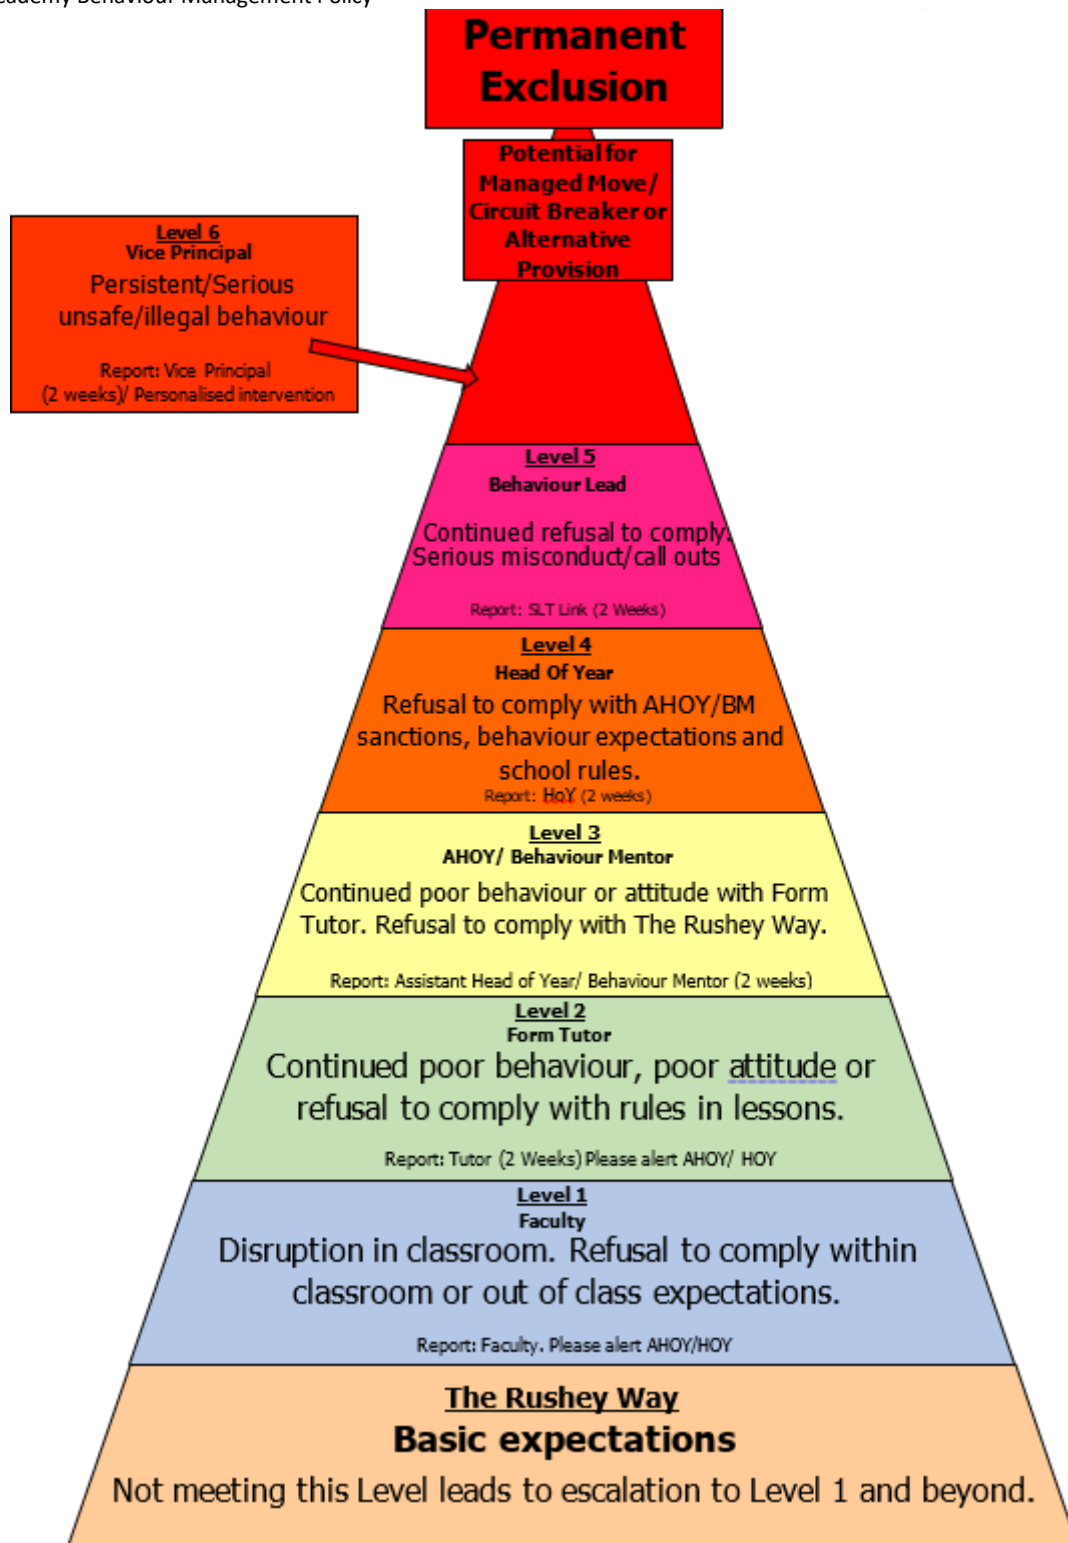 cademy Behaviour Management Policy
Permanent
Exclusion
Potential for
Managed Move/
Circuit Breaker or
Alternative
Provision
Level 6
Vice Principal
Persistent/Serious
unsafe/illegal behaviour
Report: Vice Principal
(2 weeks)/ Personalised intervention
Level 5
Behaviour Lead
Continued refusal to comply.
Serious misconduct/call outs
Report: SLT Link (2 Weeks)
Level 4
Head Of Year
Refusal to comply with AHOY/BM
sanctions, behaviour expectations and
school rules.
Report: HoY (2 weeks)
Level 3
AHOY/ Behaviour Mentor
Continued poor behaviour or attitude with Form
Tutor. Refusal to comply with The Rushey Way.
Report: Assistant Head of Year/ Behaviour Mentor (2 weeks)
Level 2
Form Tutor
Continued poor behaviour, poor attitude or
refusal to comply with rules in lessons.
Report: Tutor (2 Weeks) Please alert AHOY/ HOY
Level 1
Faculty
Disruption in classroom. Refusal to comply within
classroom or out of class expectations.
Report: Faculty. Please alert AHOY/HOY
The Rushey Way
Basic expectations
Not meeting this Level leads to escalation to Level 1 and beyond.